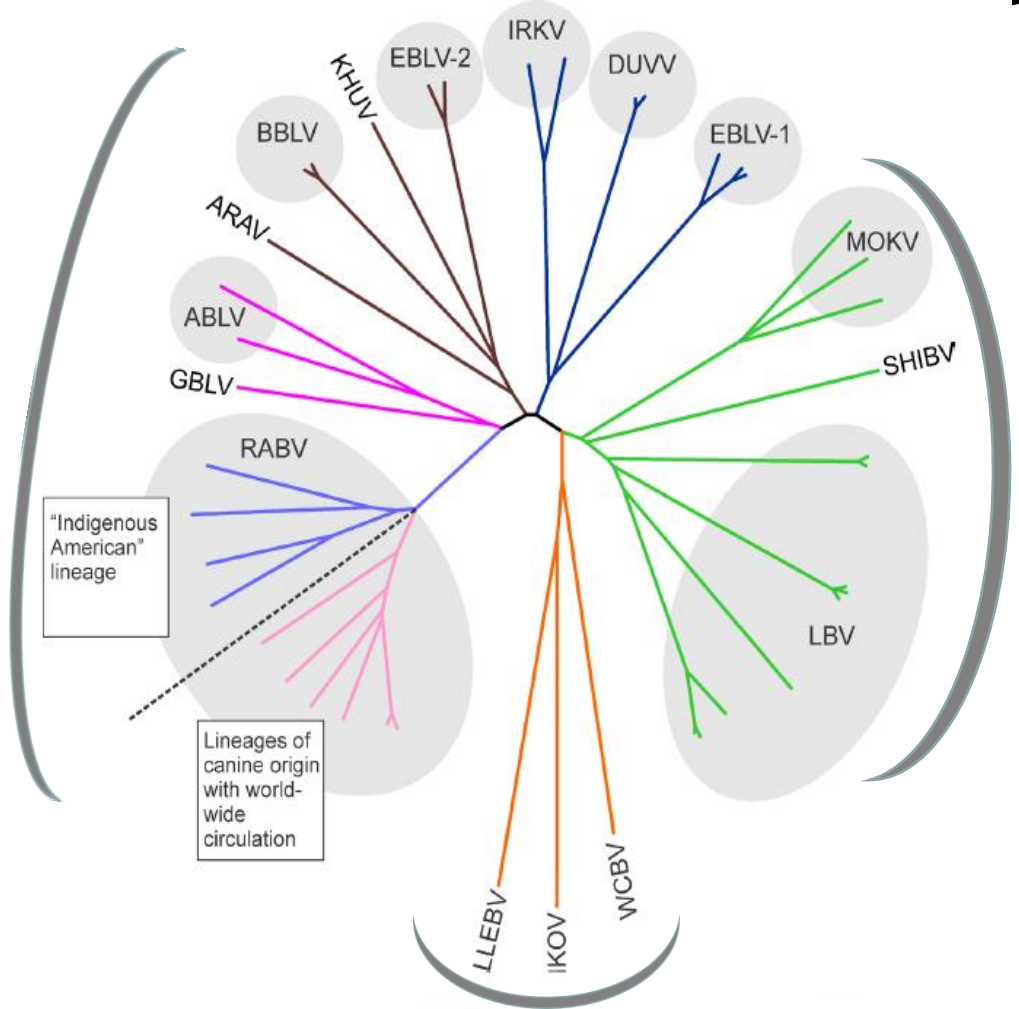 IRKV
EBLV-2
DUVV
KHUV
BBLV
EBLV-1
ARAV
MOKV
ABLV
SHIBV
GBLV
RABV
"Indigenous
American"
lineage
LBV
Lineages of
canine origin
with world-
wide
circulation
WCBV
LLEBV
IKOV